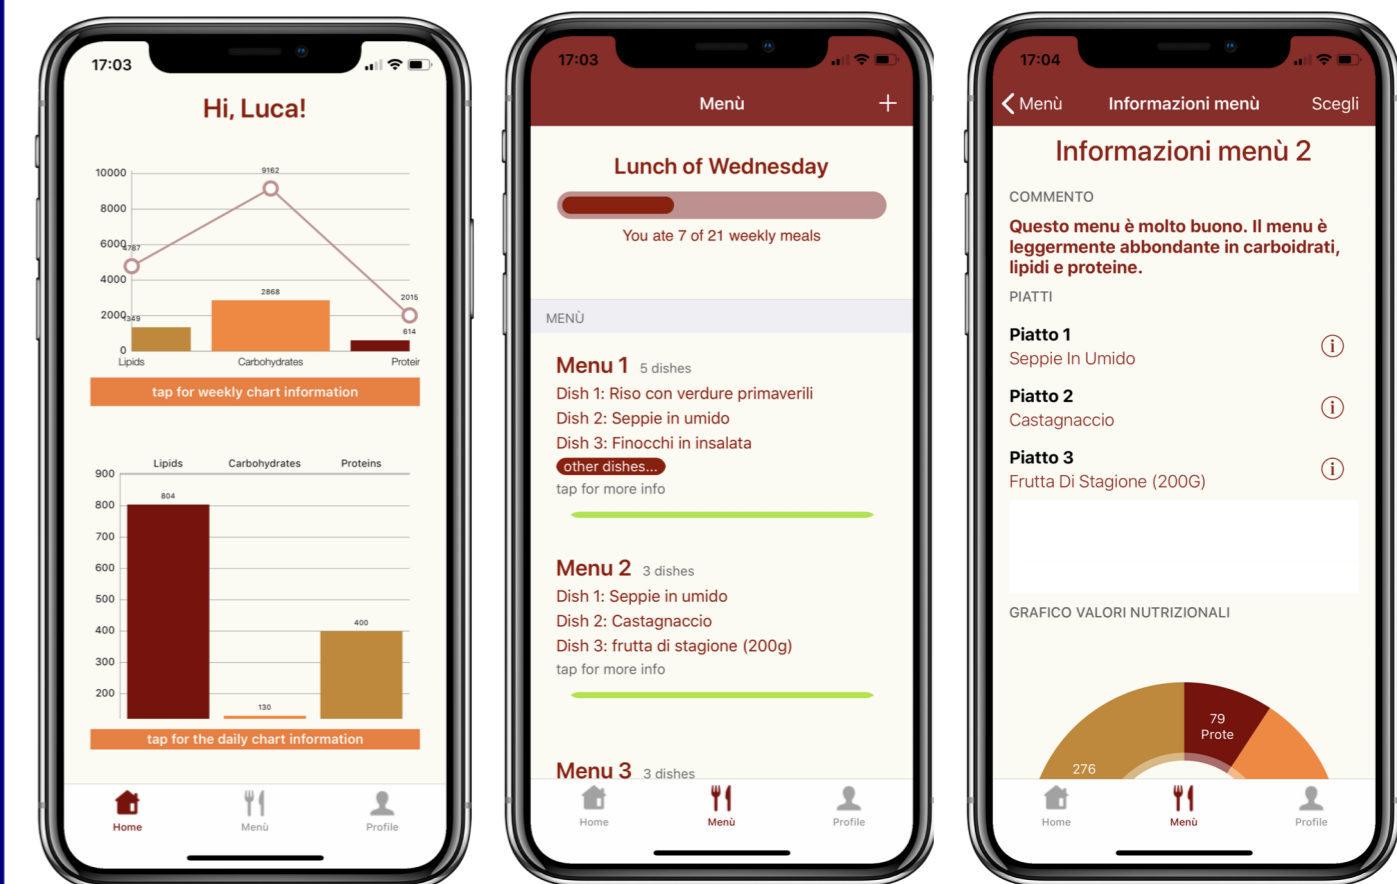 17:03
Hi, Luca!
10000
9162
8000
6000
4787
4000
2868
2015
2000
1349
614
0
Lipids
Carbohydrates
Protein
tap for weekly chart information
Lipids
Carbohydrates
Proteins
900
804
800
700
600
500
400
400
300
200
130
tap for the daily chart information
Home
Menù
Profile
17:03
Menù
+
Lunch of Wednesday
You ate 7 of 21 weekly meals
MENÙ
Menu 1 5 dishes
Dish 1: Riso con verdure primaverili
Dish 2: Seppie in umido
Dish 3: Finocchi in insalata
other dishes...
tap for more info
Menu 2 3 dishes
Dish 1: Seppie in umido
Dish 2: Castagnaccio
Dish 3: frutta di stagione (200g)
tap for more info
Menu 3 3 dishes
Home
Menù
Profile
17:04
Menù
Informazioni menù
Scegli
Informazioni menù 2
COMMENTO
Questo menu è molto buono. Il menu è
leggermente abbondante in carboidrati,
lipidi e proteine.
PIATTI
Piatto 1
Seppie In Umido
Piatto 2
Castagnaccio
Piatto 3
Frutta Di Stagione (200G)
GRAFICO VALORI NUTRIZIONALI
79
Prote
276
Home
Menù
Profile